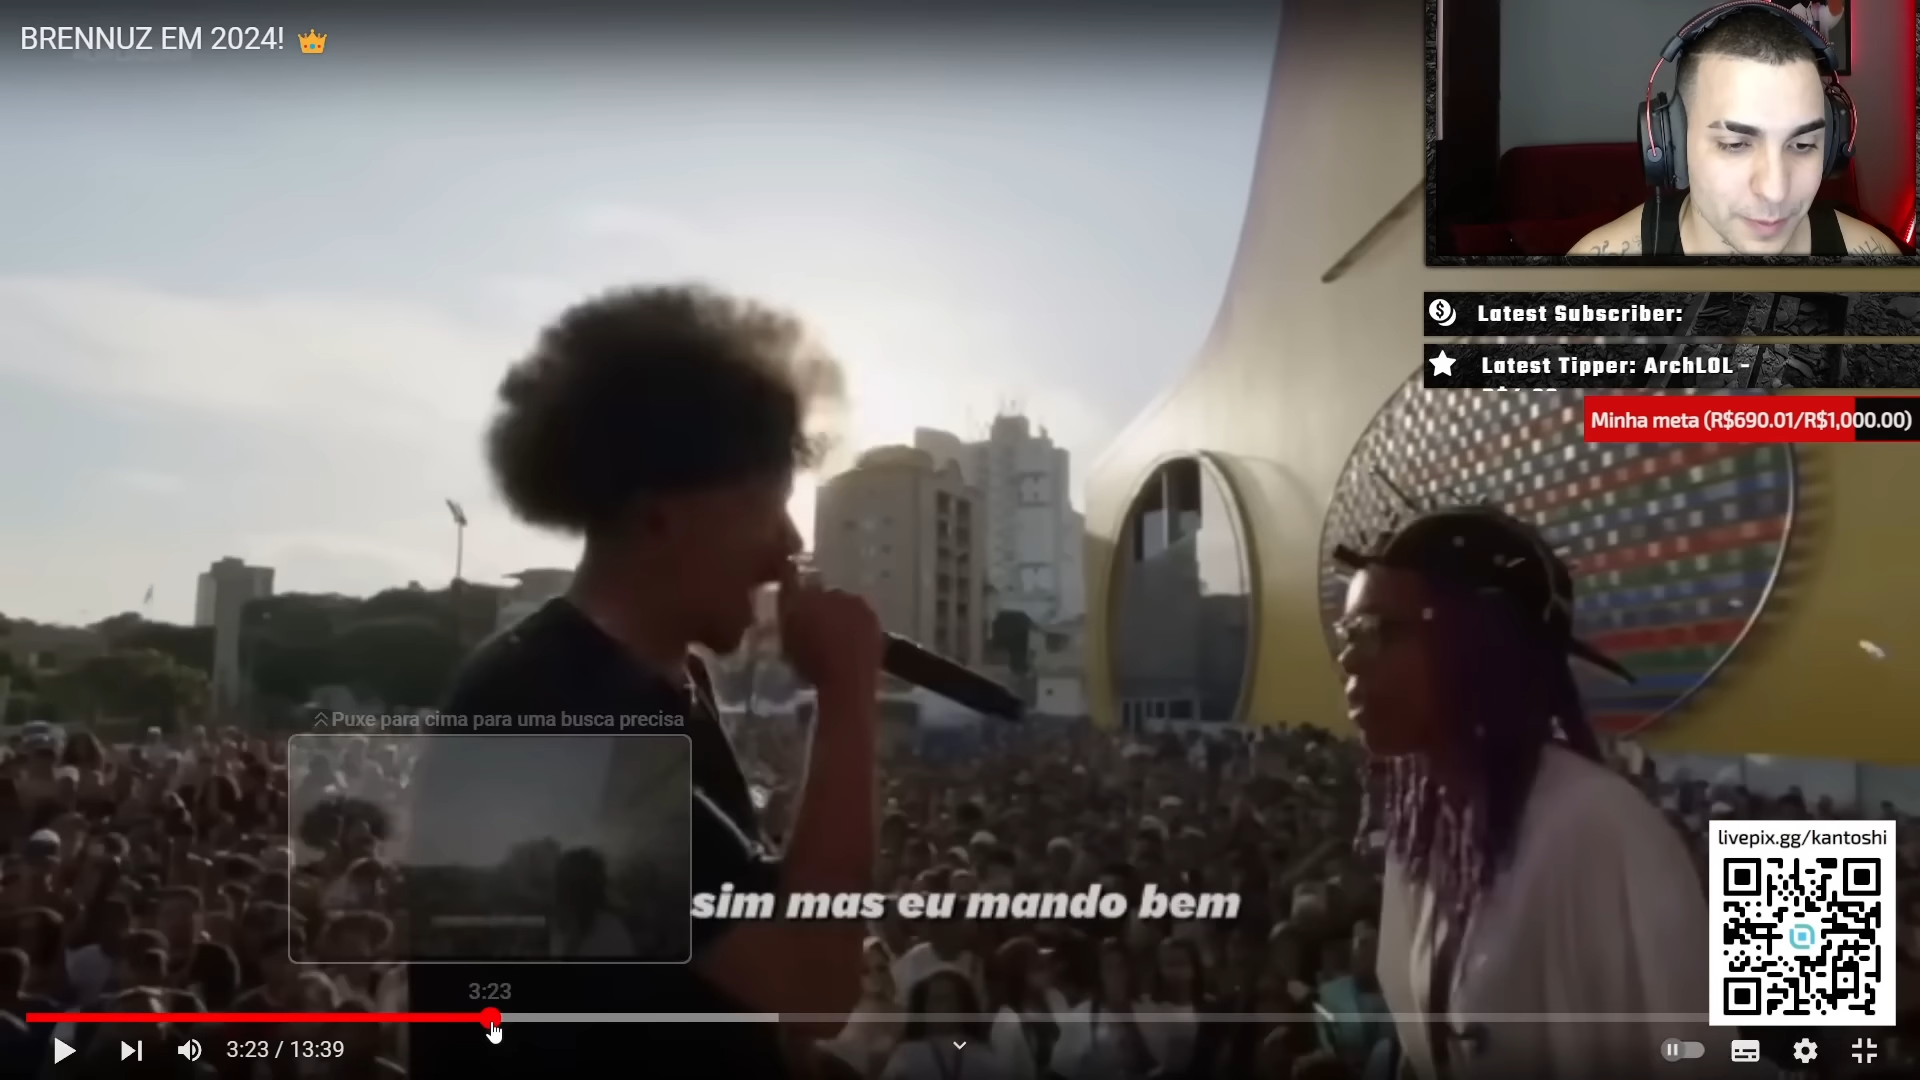 BRENNUZ EM 2024!
Latest Subscriber:
Latest Tipper: ArchLOL -
Minha meta (R$690.01/R$1,000.00)
Puxe para cima para uma busca precisa
livepix.gg/kantoshi
sim mas eu mando bem
3:23
3:23 / 13:39